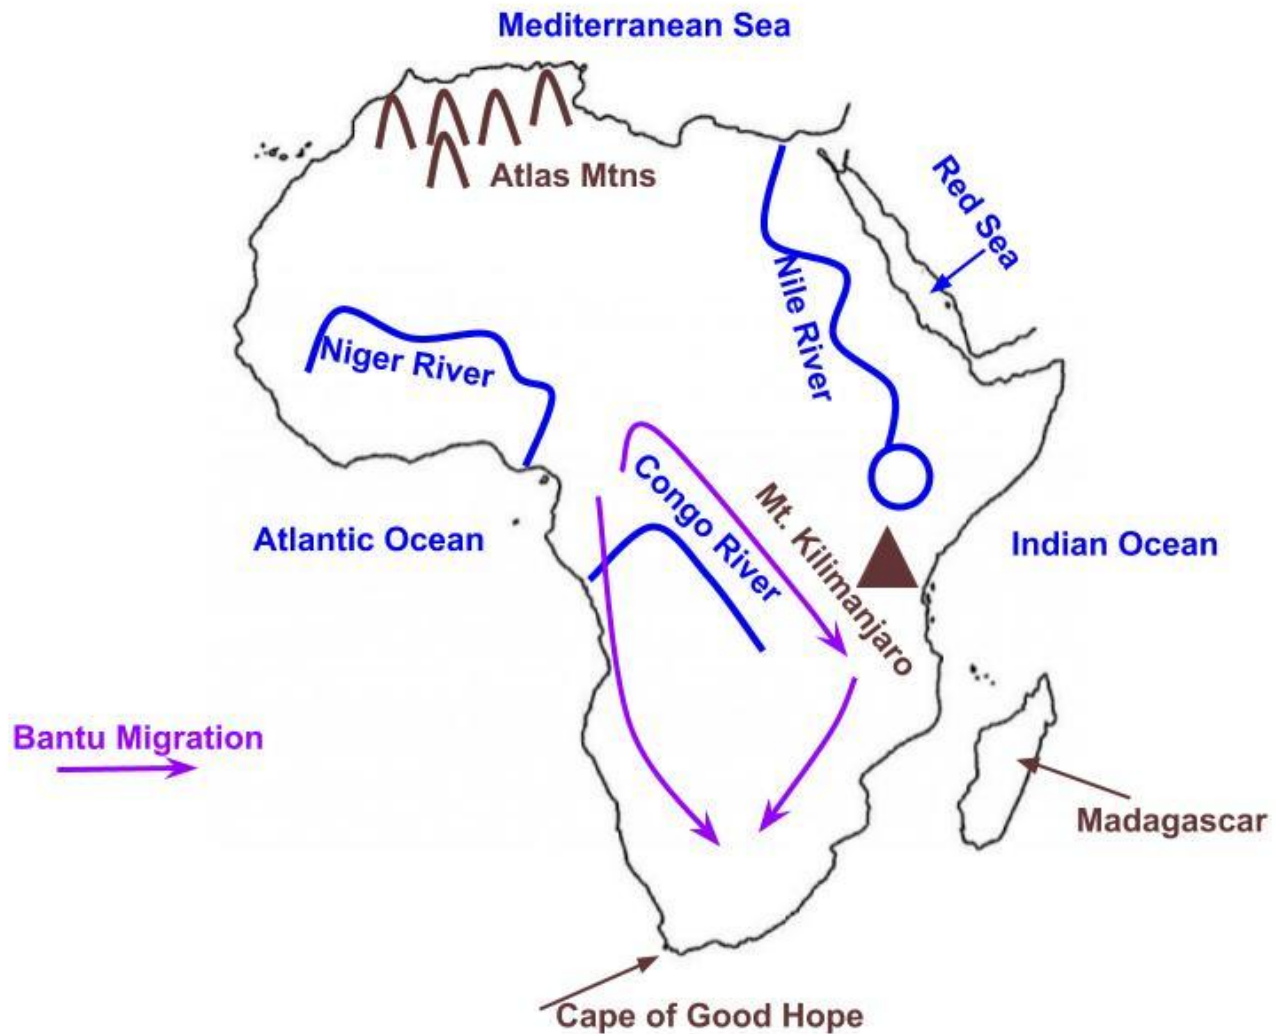 Mediterranean Sea
Atlas Mtns
Red Sea
Nile River
Niger River
Congo River
Mt. Kilimanjaro
Atlantic Ocean
Indian Ocean
Bantu Migration
Madagascar
Cape of Good Hope